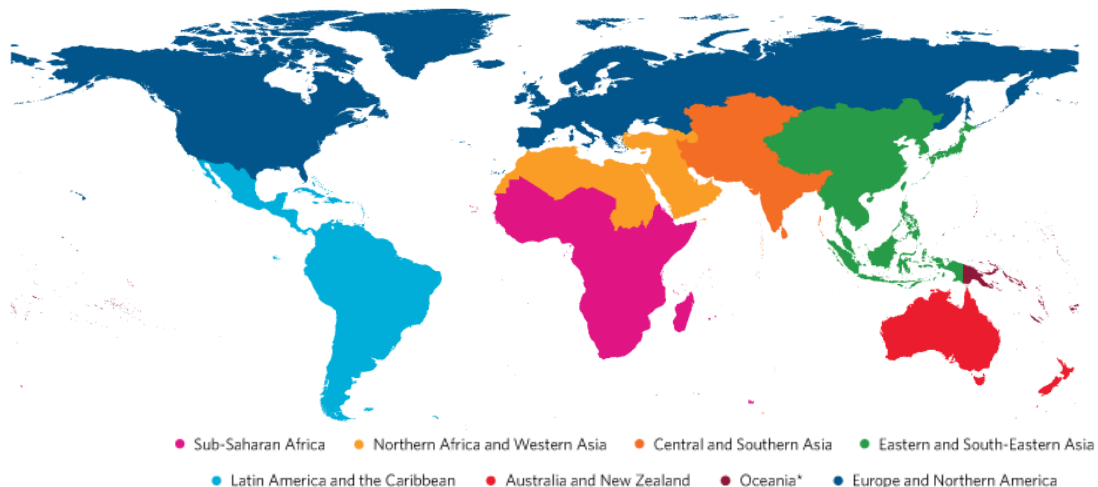 Sub-Saharan Africa Northern Africa and Western Asia Central and Southern Asia Eastern and South-Eastern Asia
Latin America and the Caribbean Australia and New Zealand Oceania* Europe and Northern America